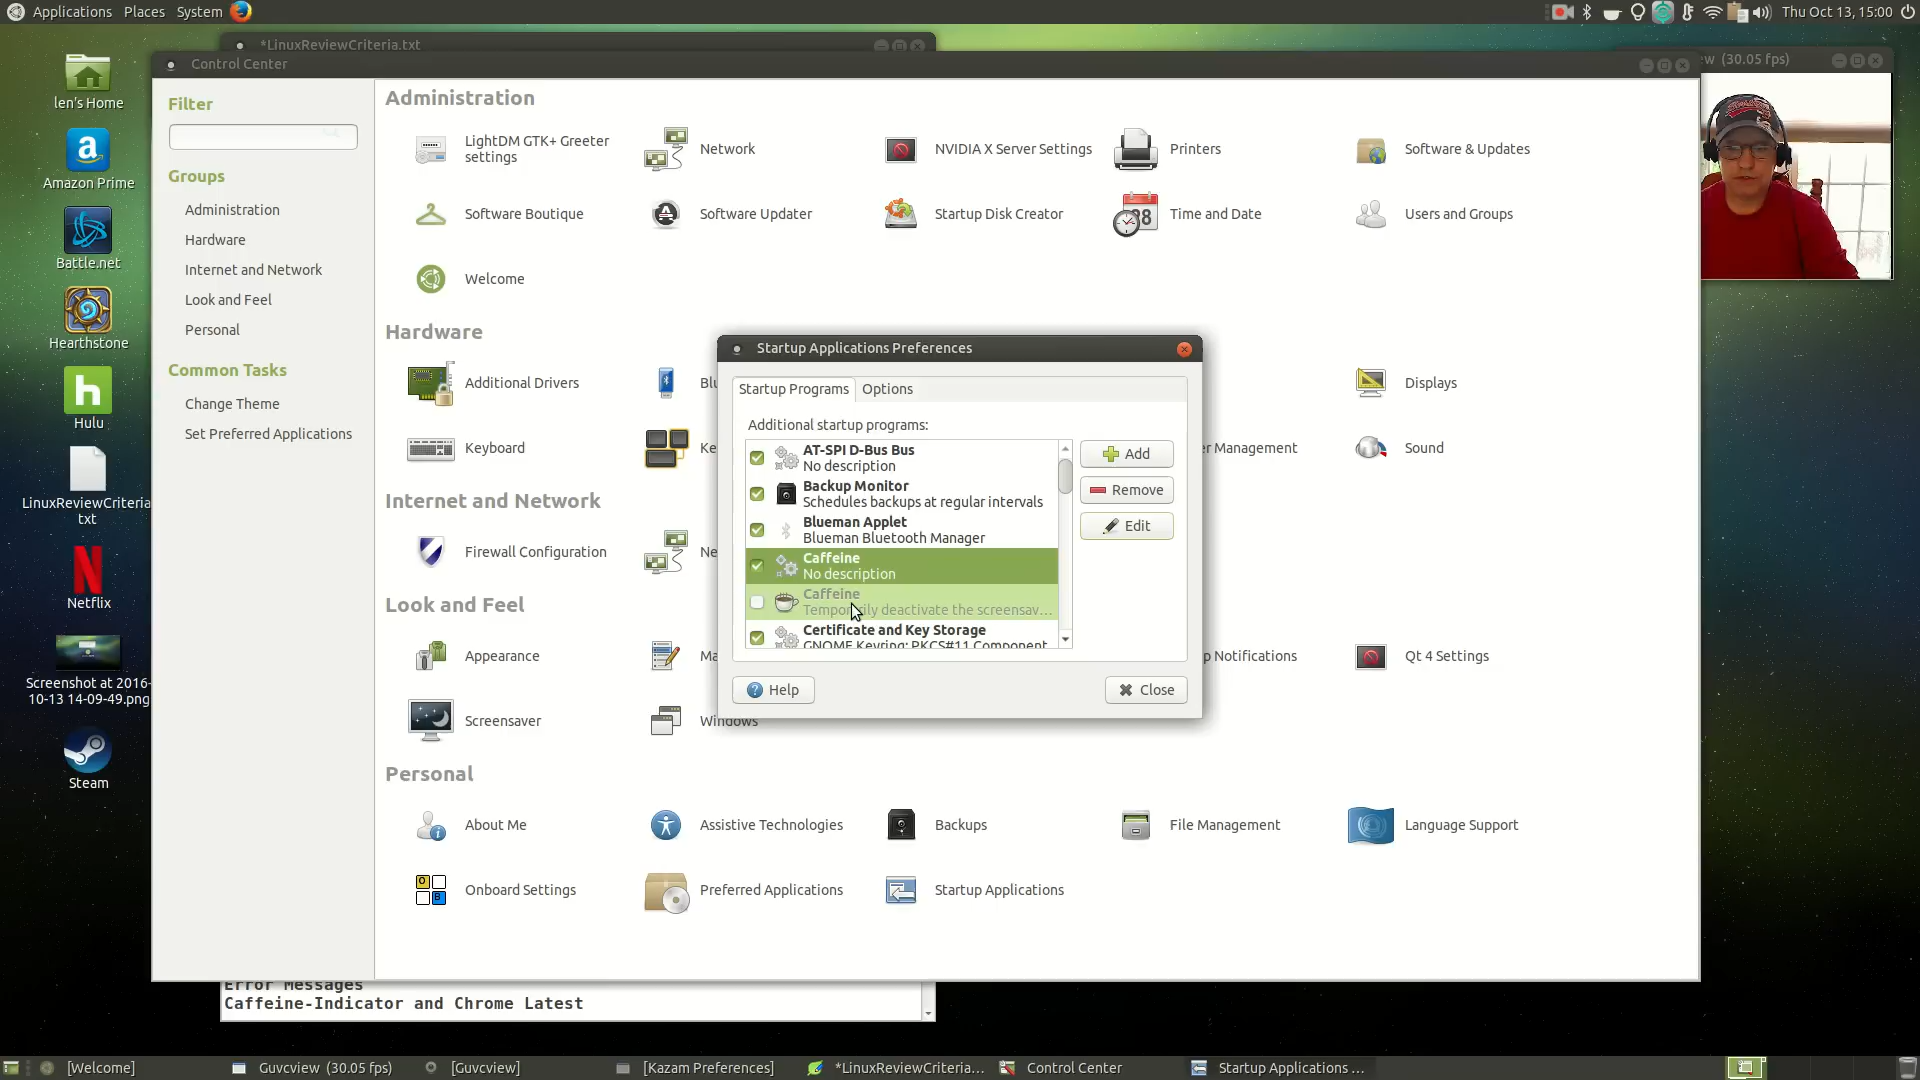 Applications Places System
Thu Oct 13, 15:00
*LinuxReviewCriteria.txt
Control Center
w (30.05 fps)
len's Home
Amazon Prime
Battle.net
Hearthstone
Hulu
LinuxReviewCriteria
txt
Netflix
Screenshot at 2016-
10-13 14-09-49.png
Steam
Filter
Groups
Administration
Hardware
Internet and Network
Look and Feel
Personal
Common Tasks
Change Theme
Set Preferred Applications
Administration
LightDM GTK+ Greeter
settings
Network
NVIDIA X Server Settings
Printers
Software & Updates
Software Boutique
Software Updater
Startup Disk Creator
Time and Date
Users and Groups
Welcome
Hardware
Additional Drivers
Blu
Displays
Keyboard
Ke
er Management
Sound
Internet and Network
Firewall Configuration
Ne
Look and Feel
Appearance
Ma
p Notifications
Qt 4 Settings
Screensaver
Windows
Personal
About Me
Assistive Technologies
Backups
File Management
Language Support
Onboard Settings
Preferred Applications
Startup Applications
Startup Applications Preferences
Startup Programs Options
Additional startup programs:
AT-SPI D-Bus Bus
No description
Backup Monitor
Schedules backups at regular intervals
Blueman Applet
Blueman Bluetooth Manager
Caffeine
No description
Caffeine
Temporarily deactivate the screensav...
Certificate and Key Storage
GNOME Keyring: PKCS#11 Component
Add
Remove
Edit
Help
Close
Error Messages
Caffeine-Indicator and Chrome Latest
[Welcome]
Guvcview (30.05 fps)
[Guvcview]
[Kazam Preferences]
*LinuxReviewCriteria...
Control Center
Startup Applications ...